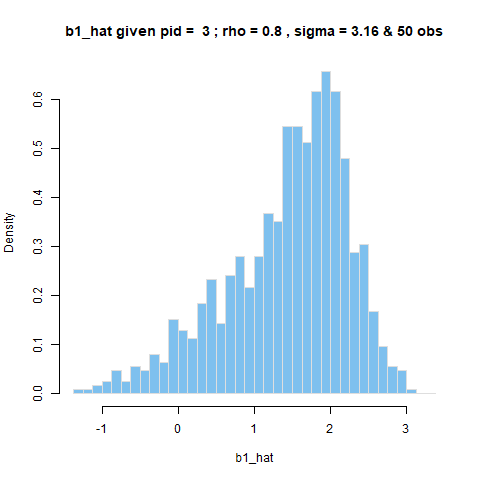 b1_hat given pid =  3 ; rho = 0.8 , sigma = 3.16 & 50 obs
Density
0.6
0.5
0.4
0.3
0.2
0.1
0.0
-1 0 1 2 3
b1_hat